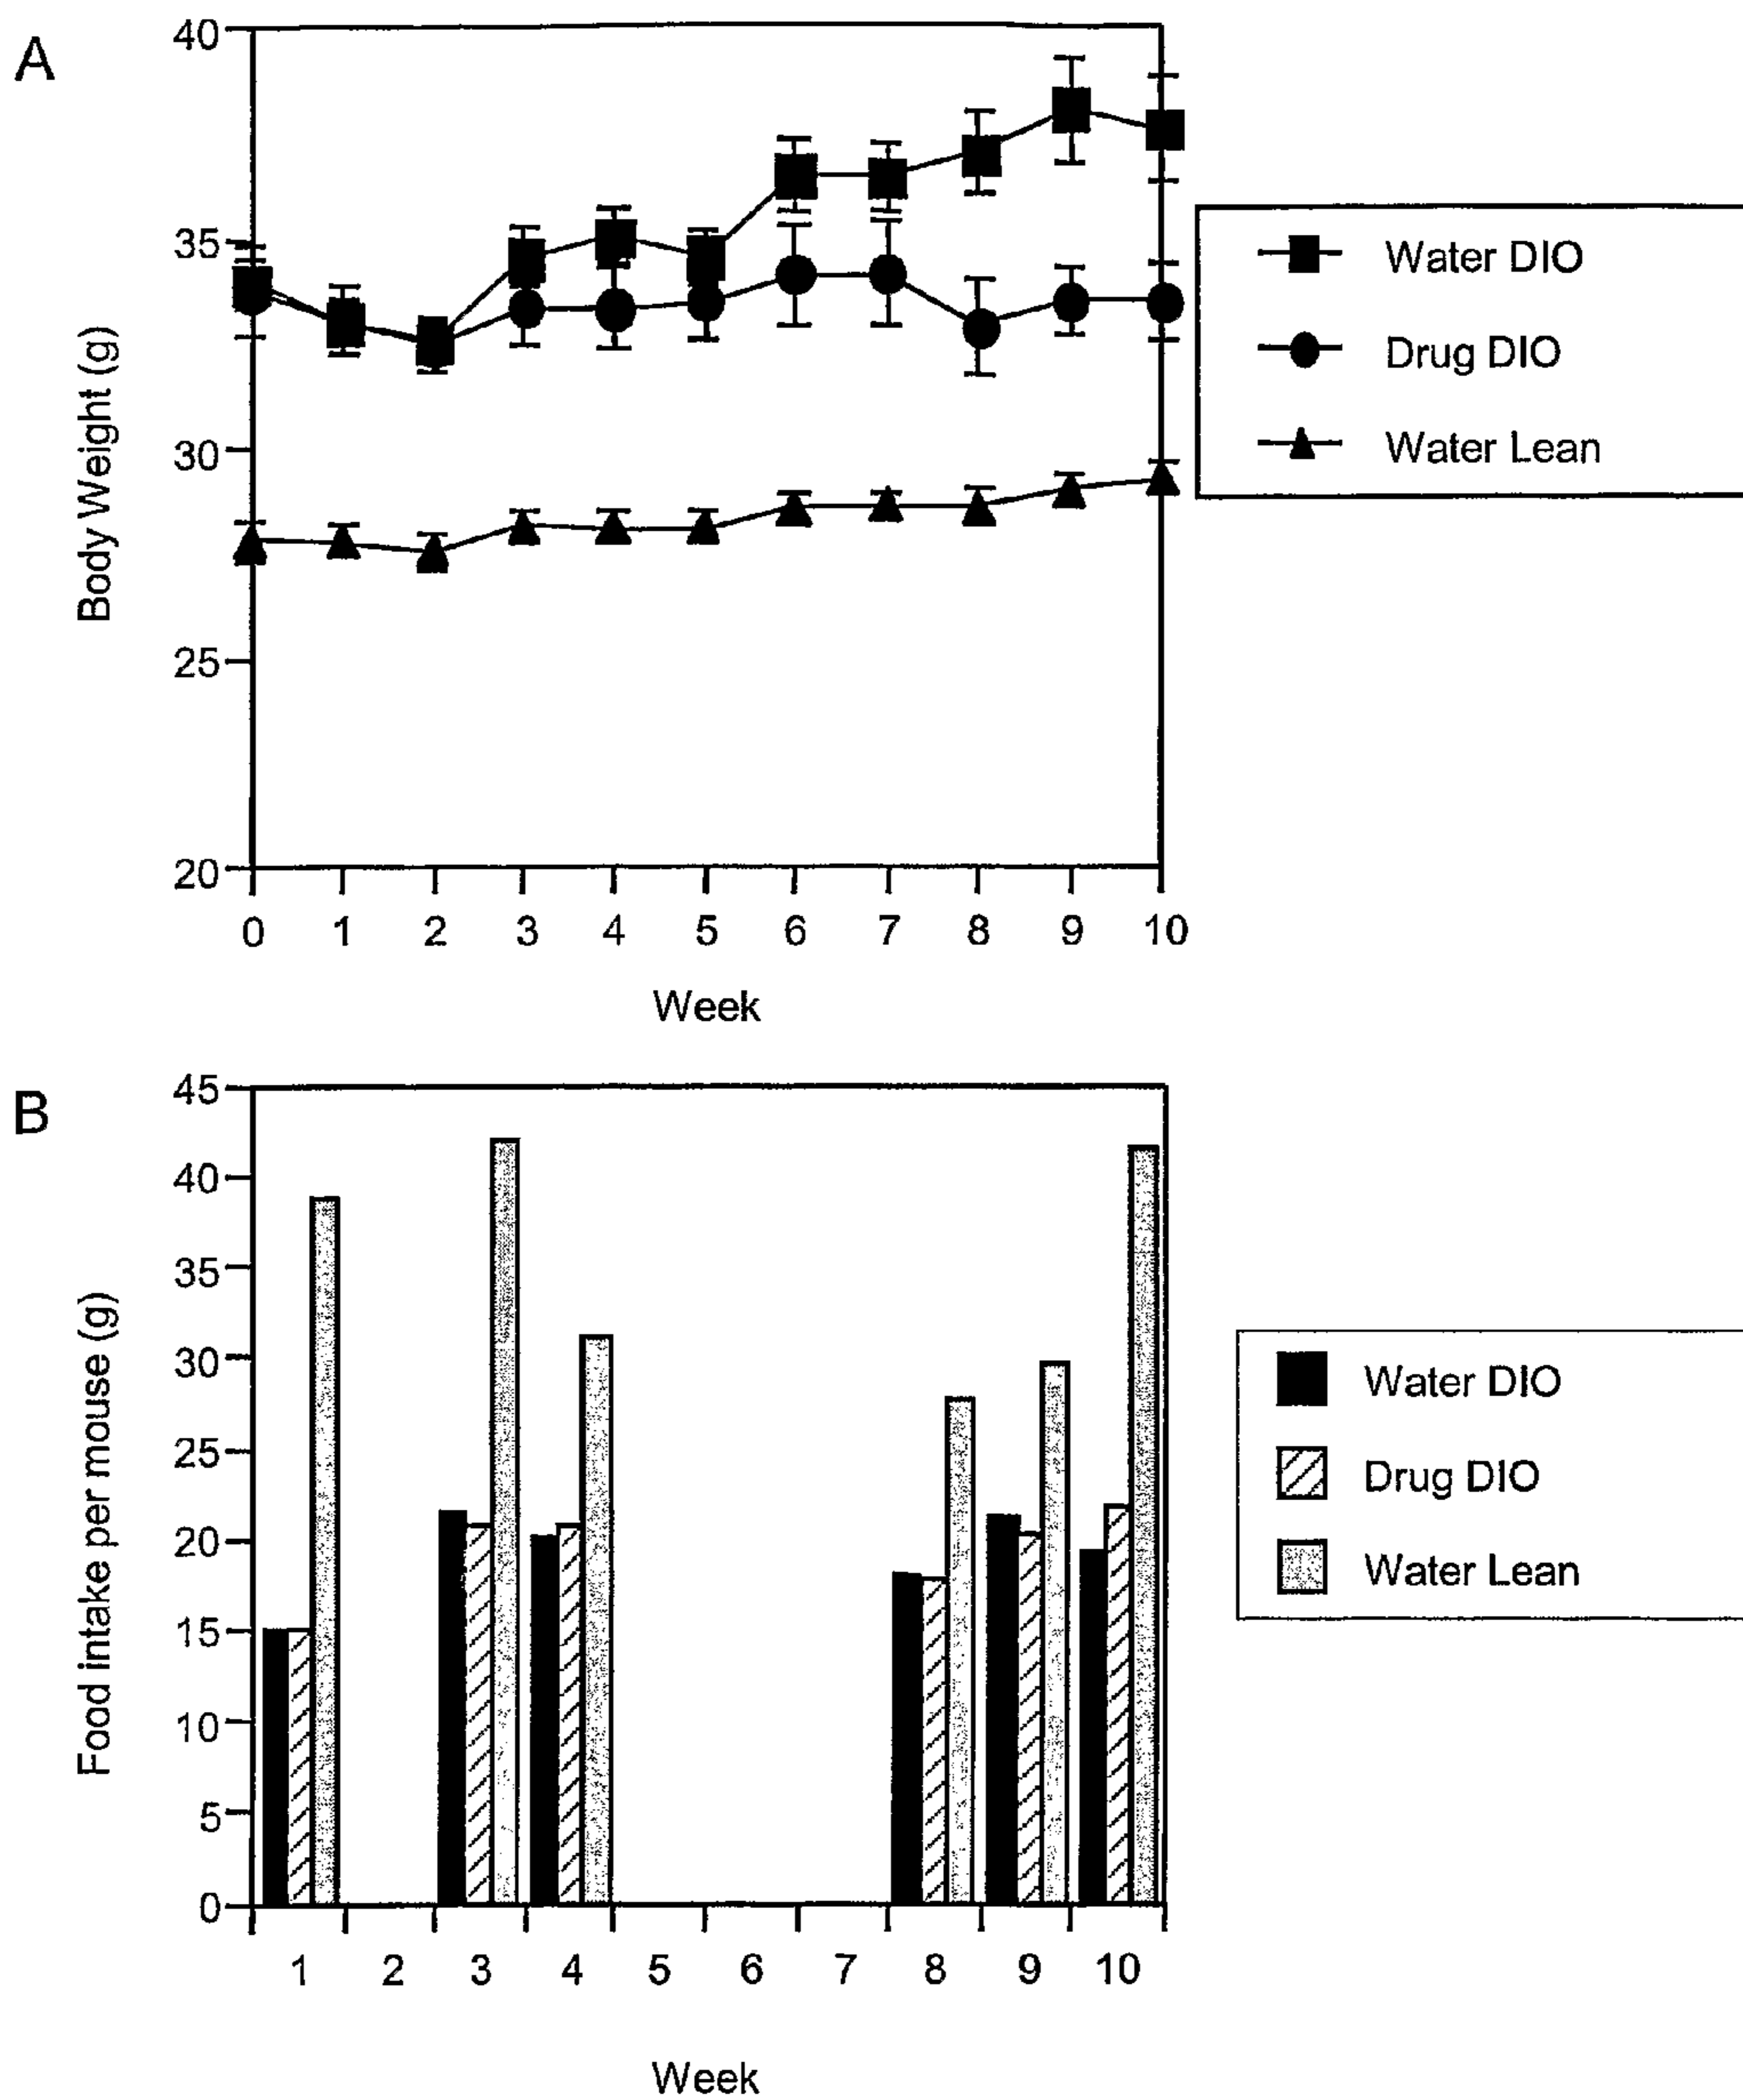 A
40
35
30
25
20
Body Weight (g)
0 1 2 3 4 5 6 7 8 9 10
Week
Water DIO
Drug DIO
Water Lean
B
45
40
35
30
25
20
15
10
5
0
Food intake per mouse (g)
1 2 3 4 5 6 7 8 9 10
Week
Water DIO
Drug DIO
Water Lean